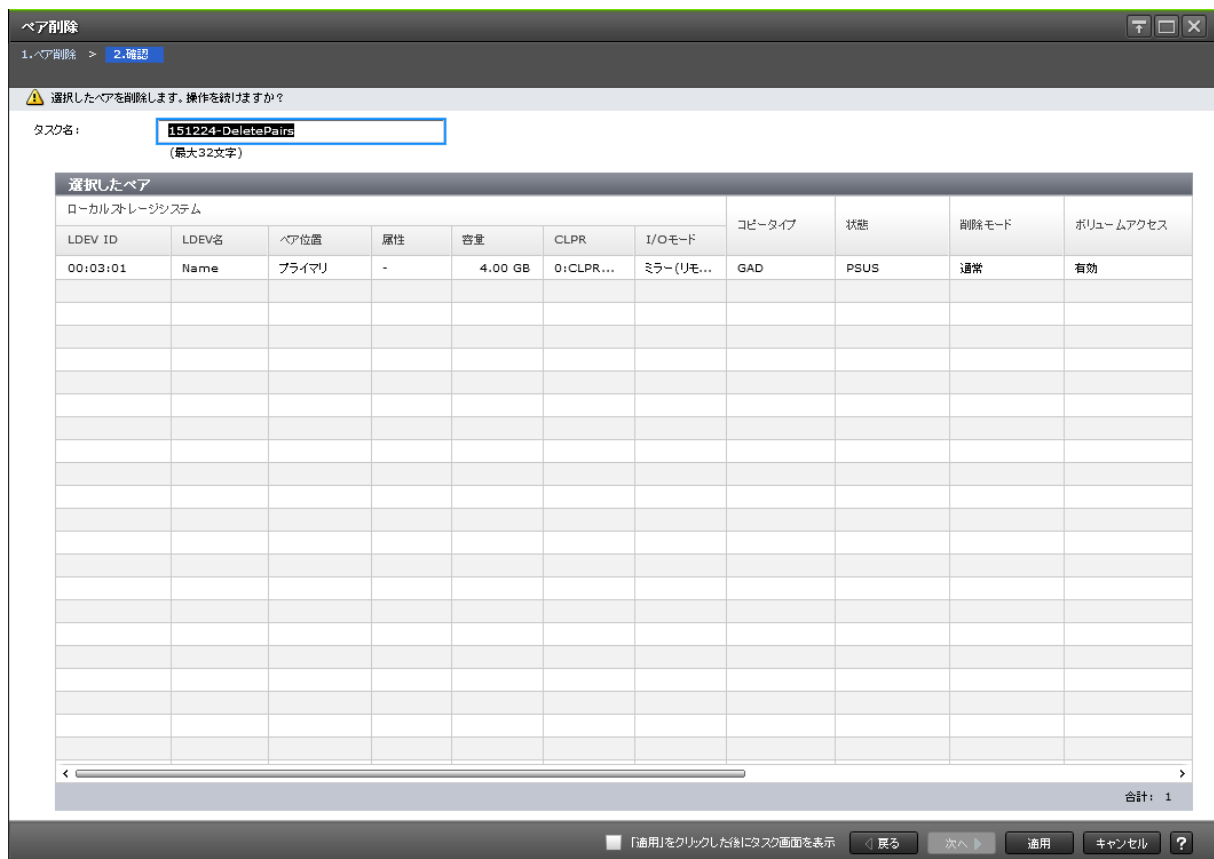 ペア削除
1.ペア削除 > 2.確認
選択したペアを削除します。操作を続けますか?
タスク名: 151224-DeletePairs
(最大32文字)
選択したペア
ローカルストレージシステム コピータイプ 状態 削除モード ボリュームアクセス
LDEV ID LDEV名 ペア位置 属性 容量 CLPR I/Oモード
00:03:01 Name プライマリ - 4.00 GB 0:CLPR... ミラー(リモ... GAD PSUS 通常 有効
合計: 1
「適用」をクリックした後にタスク画面を表示 戻る 次へ 適用 キャンセル ?